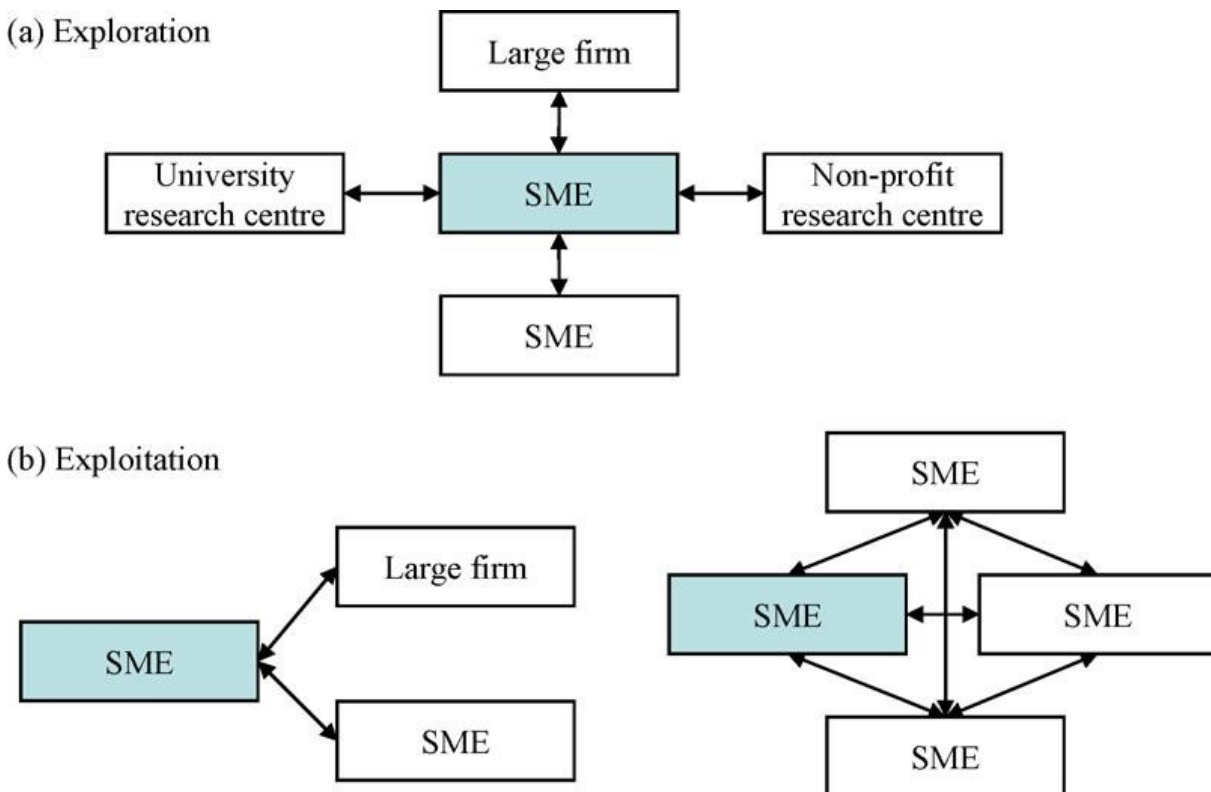 (a) Exploration
Large firm
University
research centre
SME
Non-profit
research centre
SME
(b) Exploitation
SME
Large firm
SME
SME
SME
SME
SME